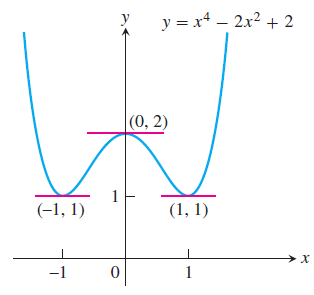 y
y = x⁴ − 2x² + 2
(0, 2)
1
(−1, 1)
(1, 1)
x
−1
0
1